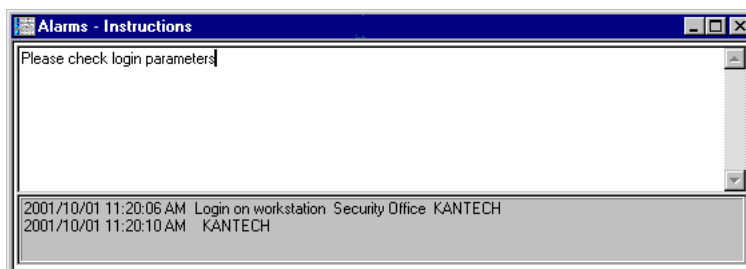 Alarms - Instructions
Please check login parameters
2001/10/01 11:20:06 AM Login on workstation Security Office KANTECH
2001/10/01 11:20:10 AM KANTECH